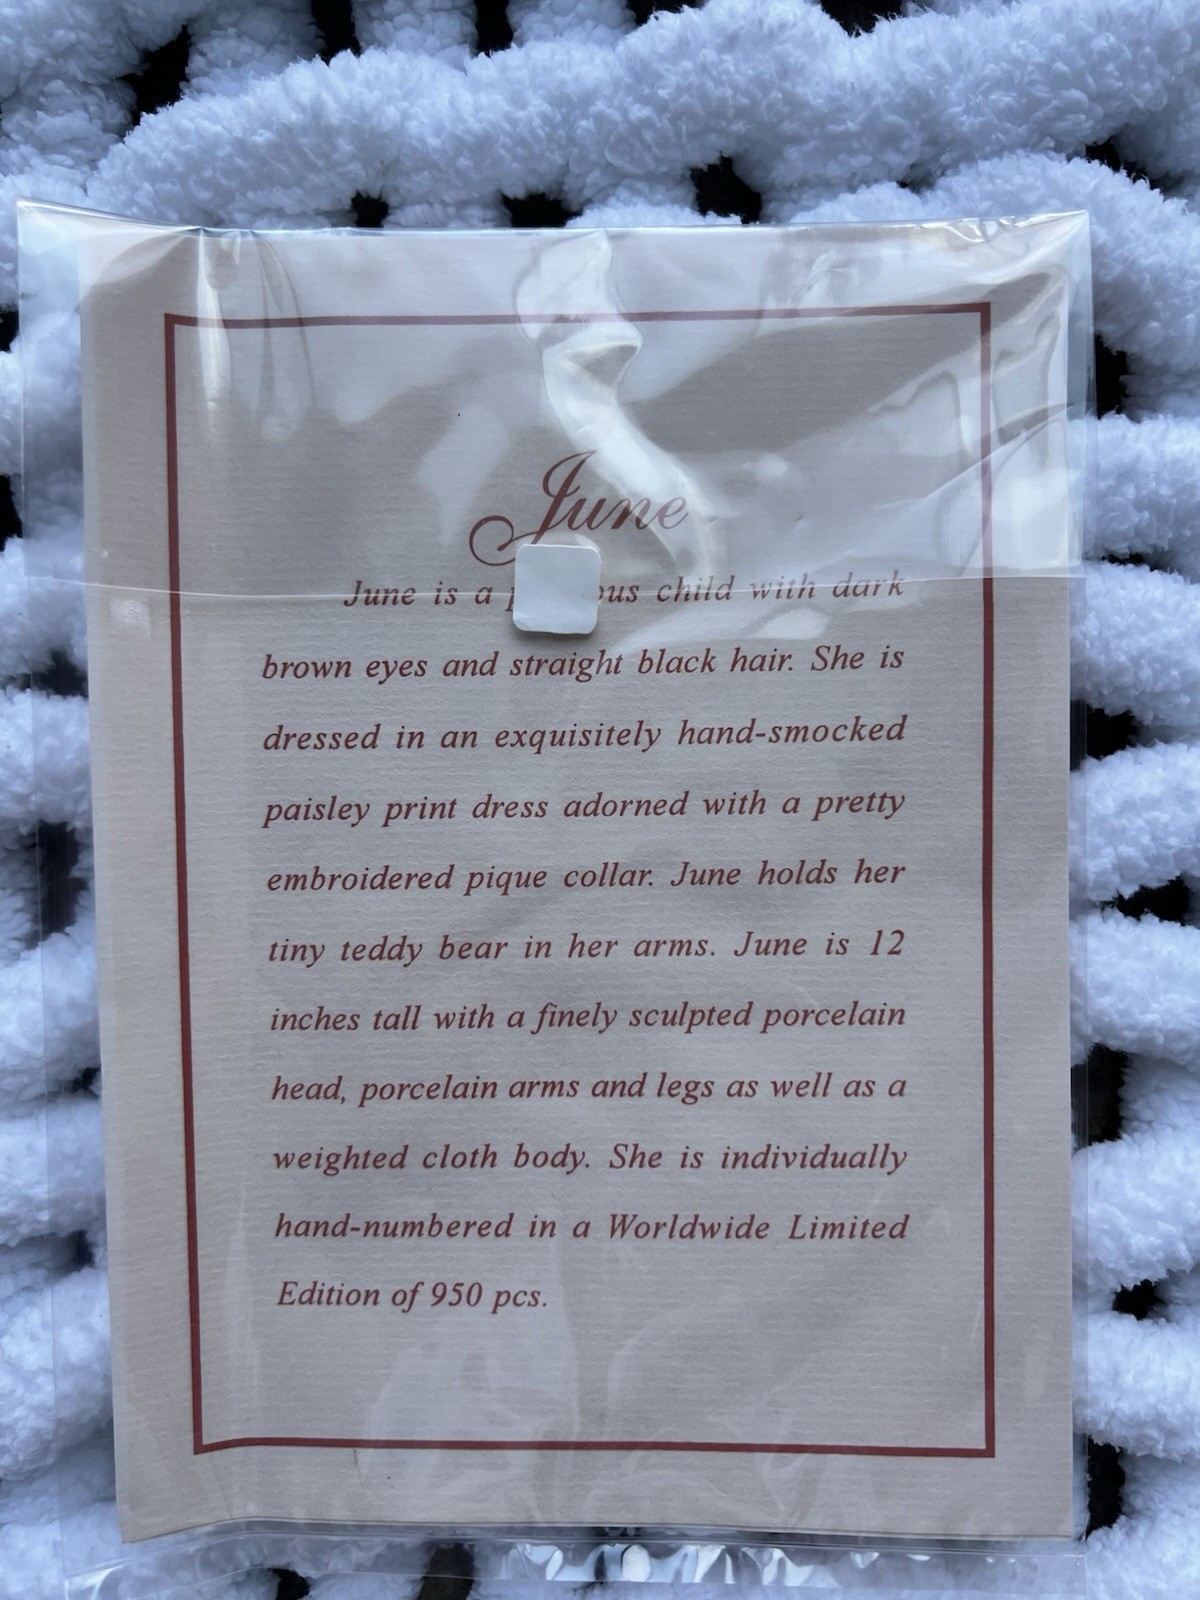 June
June is a child with dark
brown eyes and straight black hair. She is
dressed in an exquisitely hand-smocked
paisley print dress adorned with a pretty
embroidered pique collar. June holds her
tiny teddy bear in her arms. June is 12
inches tall with a finely sculpted porcelain
head, porcelain arms and legs as well as a
weighted cloth body. She is individually
hand-numbered in a Worldwide Limited
Edition of 950 pcs.